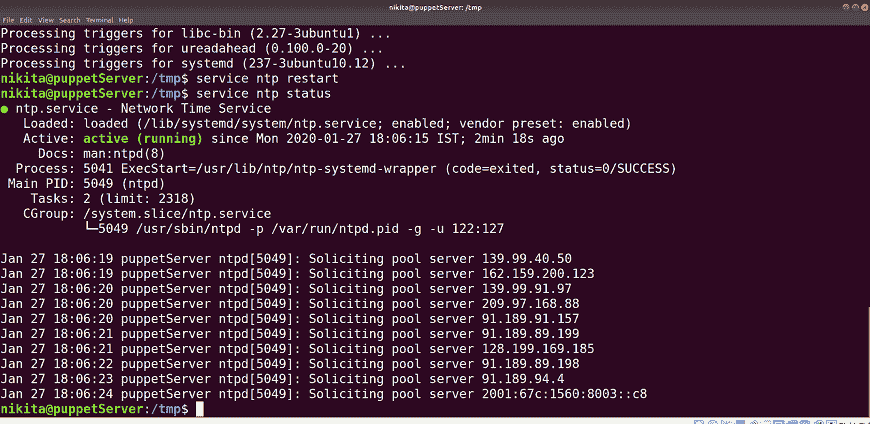 nikita@puppetServer: /tmp
File Edit View Search Terminal Help
Processing triggers for libc-bin (2.27-3ubuntu1) ...
Processing triggers for ureadahead (0.100.0-20) ...
Processing triggers for systemd (237-3ubuntu10.12) ...
nikita@puppetServer:/tmp$ service ntp restart
nikita@puppetServer:/tmp$ service ntp status
● ntp.service - Network Time Service
   Loaded: loaded (/lib/systemd/system/ntp.service; enabled; vendor preset: enabled)
   Active: active (running) since Mon 2020-01-27 18:06:15 IST; 2min 18s ago
     Docs: man:ntpd(8)
  Process: 5041 ExecStart=/usr/lib/ntp/ntp-systemd-wrapper (code=exited, status=0/SUCCESS)
 Main PID: 5049 (ntpd)
    Tasks: 2 (limit: 2318)
   CGroup: /system.slice/ntp.service
           └─5049 /usr/sbin/ntpd -p /var/run/ntpd.pid -g -u 122:127
Jan 27 18:06:19 puppetServer ntpd[5049]: Soliciting pool server 139.99.40.50
Jan 27 18:06:19 puppetServer ntpd[5049]: Soliciting pool server 162.159.200.123
Jan 27 18:06:20 puppetServer ntpd[5049]: Soliciting pool server 139.99.91.97
Jan 27 18:06:20 puppetServer ntpd[5049]: Soliciting pool server 209.97.168.88
Jan 27 18:06:20 puppetServer ntpd[5049]: Soliciting pool server 91.189.91.157
Jan 27 18:06:21 puppetServer ntpd[5049]: Soliciting pool server 91.189.89.199
Jan 27 18:06:21 puppetServer ntpd[5049]: Soliciting pool server 128.199.169.185
Jan 27 18:06:22 puppetServer ntpd[5049]: Soliciting pool server 91.189.89.198
Jan 27 18:06:23 puppetServer ntpd[5049]: Soliciting pool server 91.189.94.4
Jan 27 18:06:24 puppetServer ntpd[5049]: Soliciting pool server 2001:67c:1560:8003::c8
nikita@puppetServer:/tmp$